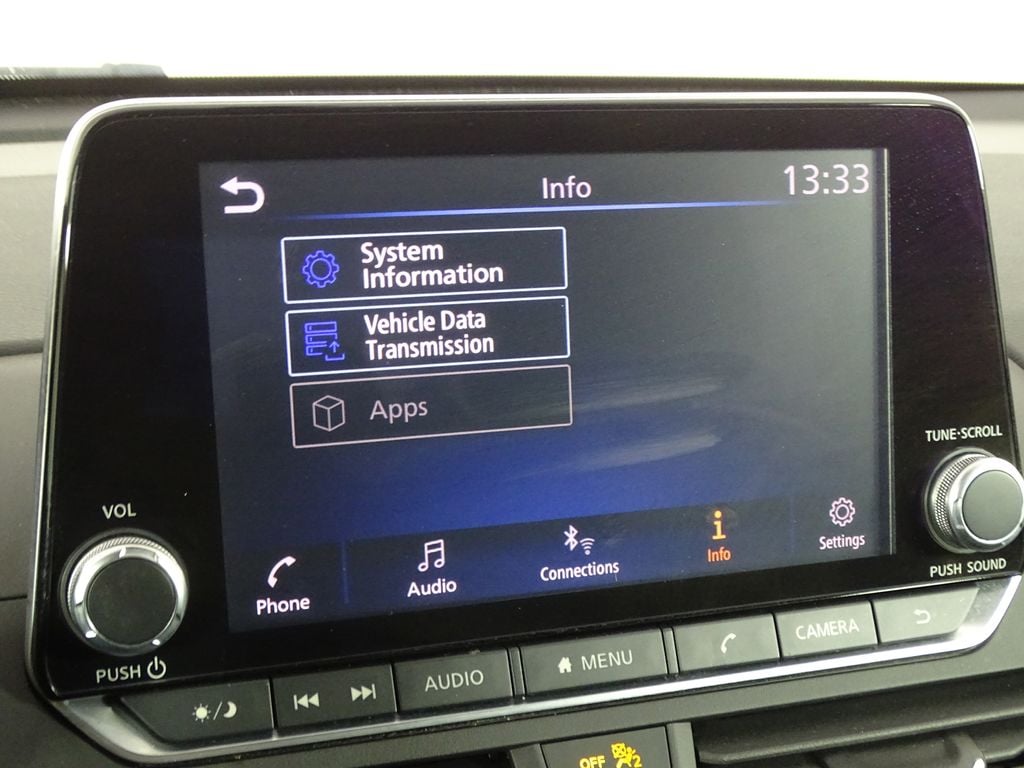 Info
13:33
System
Information
Vehicle Data
Transmission
Apps
Phone
Audio
Connections
Info
Settings
VOL
PUSH
TUNE·SCROLL
PUSH SOUND
AUDIO
MENU
CAMERA
OFF
2